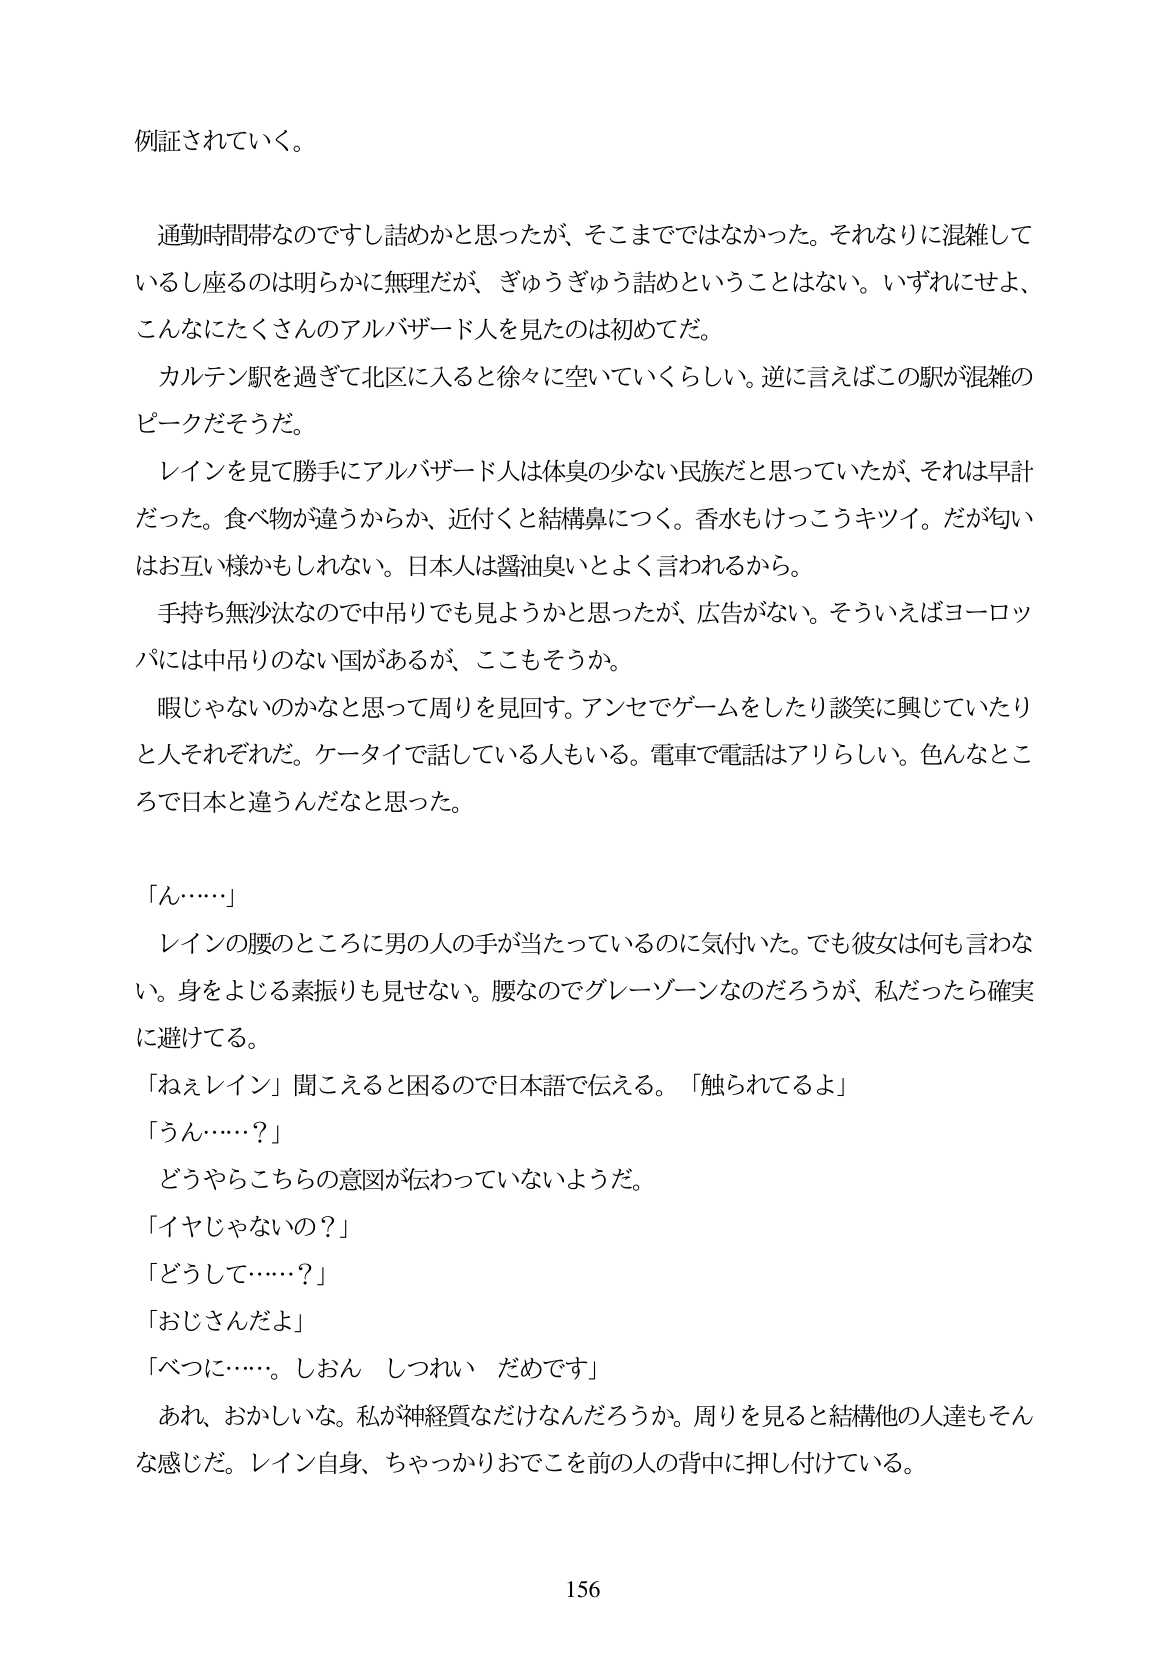 例証されていく。
　通勤時間帯なのですし詰めかと思ったが、そこまでではなかった。それなりに混雑して
いるし座るのは明らかに無理だが、ぎゅうぎゅう詰めということはない。いずれにせよ、
こんなにたくさんのアルバザード人を見たのは初めてだ。
　カルテン駅を過ぎて北区に入ると徐々に空いていくらしい。逆に言えばこの駅が混雑の
ピークだそうだ。
　レインを見て勝手にアルバザード人は体臭の少ない民族だと思っていたが、それは早計
だった。食べ物が違うからか、近付くと結構鼻につく。香水もけっこうキツイ。だが匂い
はお互い様かもしれない。日本人は醤油臭いとよく言われるから。
　手持ち無沙汰なので中吊りでも見ようかと思ったが、広告がない。そういえばヨーロッ
パには中吊りのない国があるが、ここもそうか。
　暇じゃないのかなと思って周りを見回す。アンセでゲームをしたり談笑に興じていたり
と人それぞれだ。ケータイで話している人もいる。電車で電話はアリらしい。色んなとこ
ろで日本と違うんだなと思った。
「ん……」
　レインの腰のところに男の人の手が当たっているのに気付いた。でも彼女は何も言わな
い。身をよじる素振りも見せない。腰なのでグレーゾーンなのだろうが、私だったら確実
に避けてる。
「ねぇレイン」聞こえると困るので日本語で伝える。「触られてるよ」
「うん……？」
　どうやらこちらの意図が伝わっていないようだ。
「イヤじゃないの？」
「どうして……？」
「おじさんだよ」
「べつに……。しおん　しつれい　だめです」
　あれ、おかしいな。私が神経質なだけなんだろうか。周りを見ると結構他の人達もそん
な感じだ。レイン自身、ちゃっかりおでこを前の人の背中に押し付けている。
156